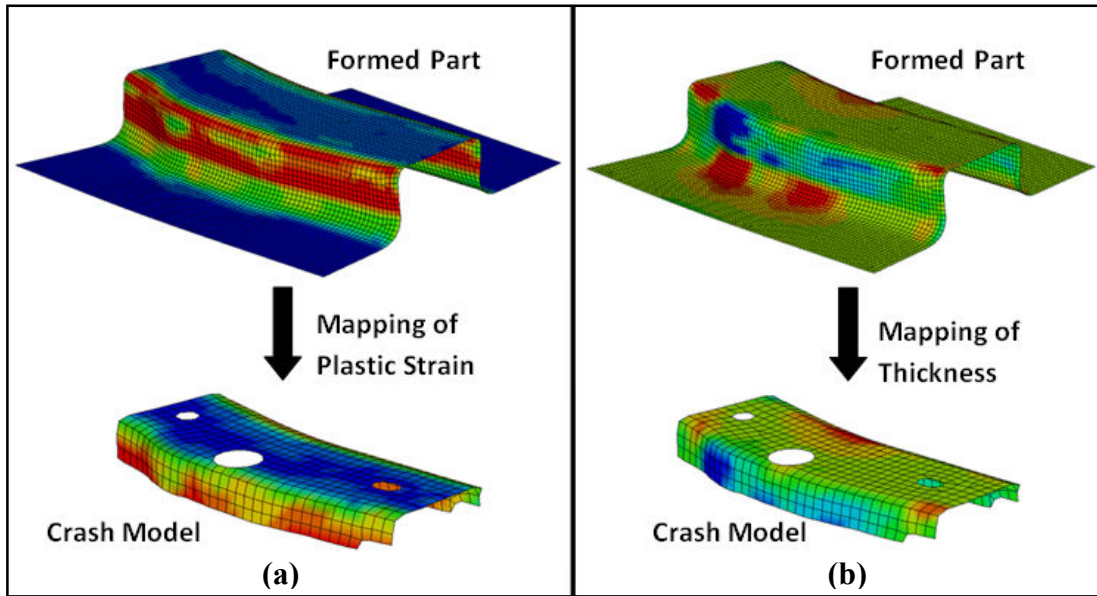 Formed Part
Mapping of
Plastic Strain
Crash Model
(a)
Formed Part
Mapping of
Thickness
Crash Model
(b)